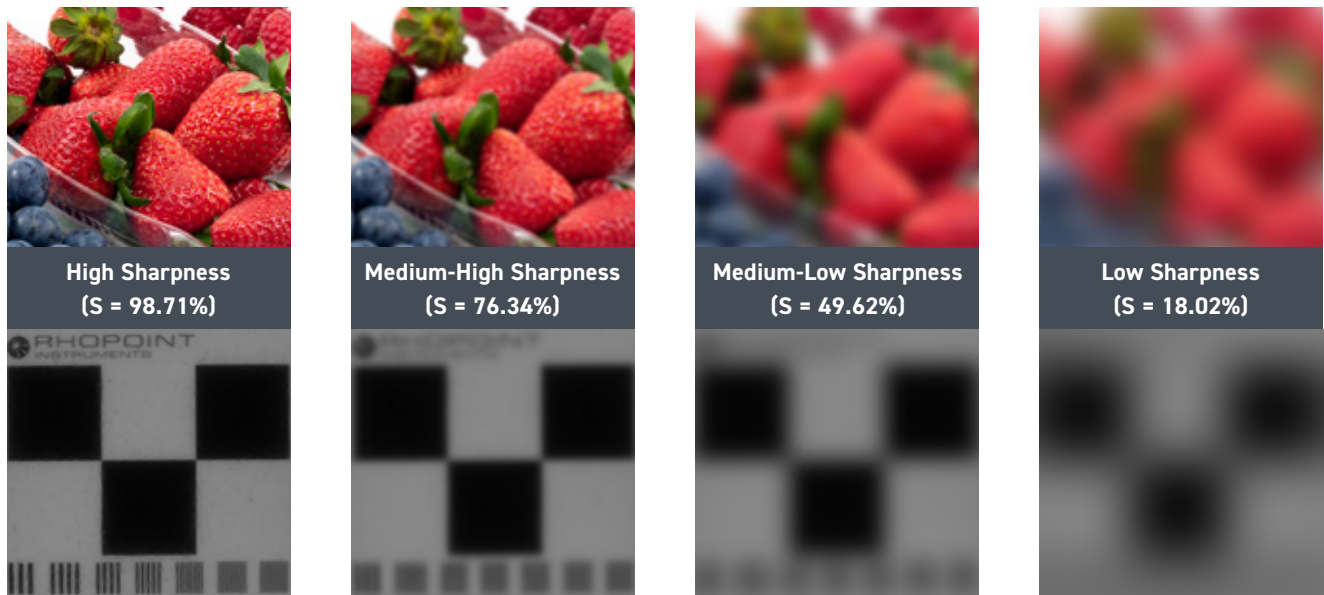 High Sharpness
(S = 98.71%)
Medium-High Sharpness
(S = 76.34%)
Medium-Low Sharpness
(S = 49.62%)
Low Sharpness
(S = 18.02%)
RHOPOINT
INSTRUMENTS
RHOPOINT